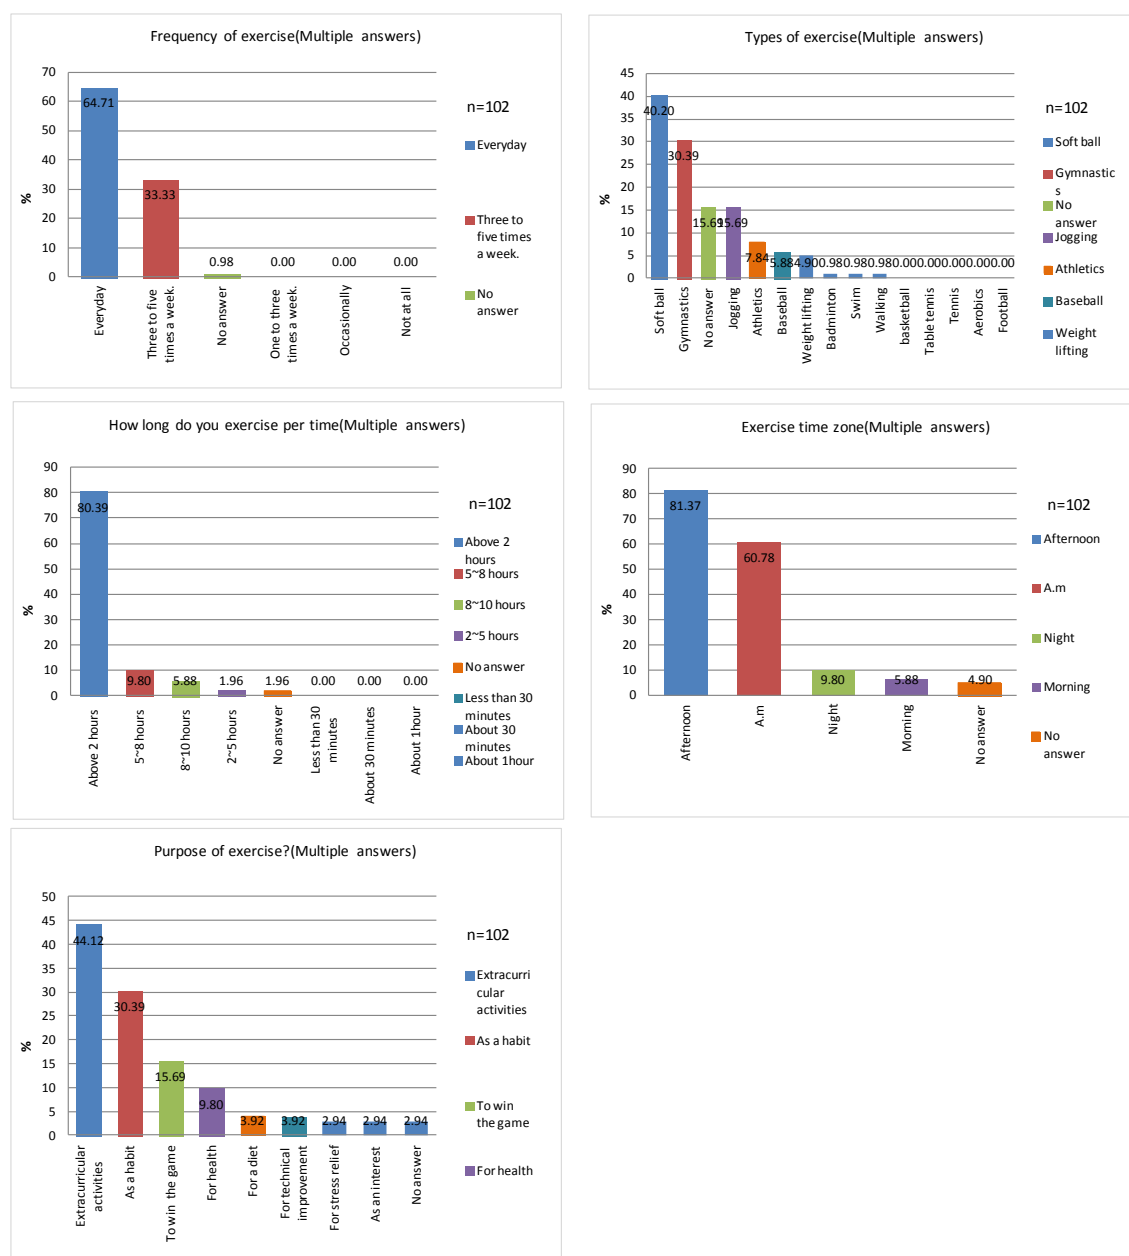 Frequency of exercise(Multiple answers)
70
60
50
40
30
20
10
0
%
64.71
33.33
0.98
0.00
0.00
0.00
Everyday
Three to five
times a week.
No answer
One to three
times a week.
Occasionally
Not at all
n=102
Everyday
Three to
five times
a week.
No
answer
Types of exercise(Multiple answers)
45
40
35
30
25
20
15
10
5
0
%
40.20
30.39
15.69
15.69
7.84
5.88
4.90
0.98
0.98
0.98
0.00
0.00
0.00
0.00
0.00
Soft ball
Gymnastics
No answer
Jogging
Athletics
Baseball
Weight lifting
Badminton
Swim
Walking
basketball
Table tennis
Tennis
Aerobics
Football
n=102
Soft ball
Gymnastic
s
No
answer
Jogging
Athletics
Baseball
Weight
lifting
How long do you exercise per time(Multiple answers)
90
80
70
60
50
40
30
20
10
0
%
80.39
9.80
5.88
1.96
1.96
0.00
0.00
0.00
Above 2 hours
5~8 hours
8~10 hours
2~5 hours
No answer
Less than 30
minutes
About 30 minutes
About 1hour
n=102
Above 2
hours
5~8 hours
8~10 hours
2~5 hours
No answer
Less than 30
minutes
About 30
minutes
About 1hour
Exercise time zone(Multiple answers)
90
80
70
60
50
40
30
20
10
0
%
81.37
60.78
9.80
5.88
4.90
Afternoon
A.m
Night
Morning
No answer
n=102
Afternoon
A.m
Night
Morning
No
answer
Purpose of exercise?(Multiple answers)
50
45
40
35
30
25
20
15
10
5
0
%
44.12
30.39
15.69
9.80
3.92
3.92
2.94
2.94
2.94
Extracurricular
activities
As a habit
To win the game
For health
For a diet
For technical
improvement
For stress relief
As an interest
No answer
n=102
Extracurri
cular
activities
As a habit
To win
the game
For health